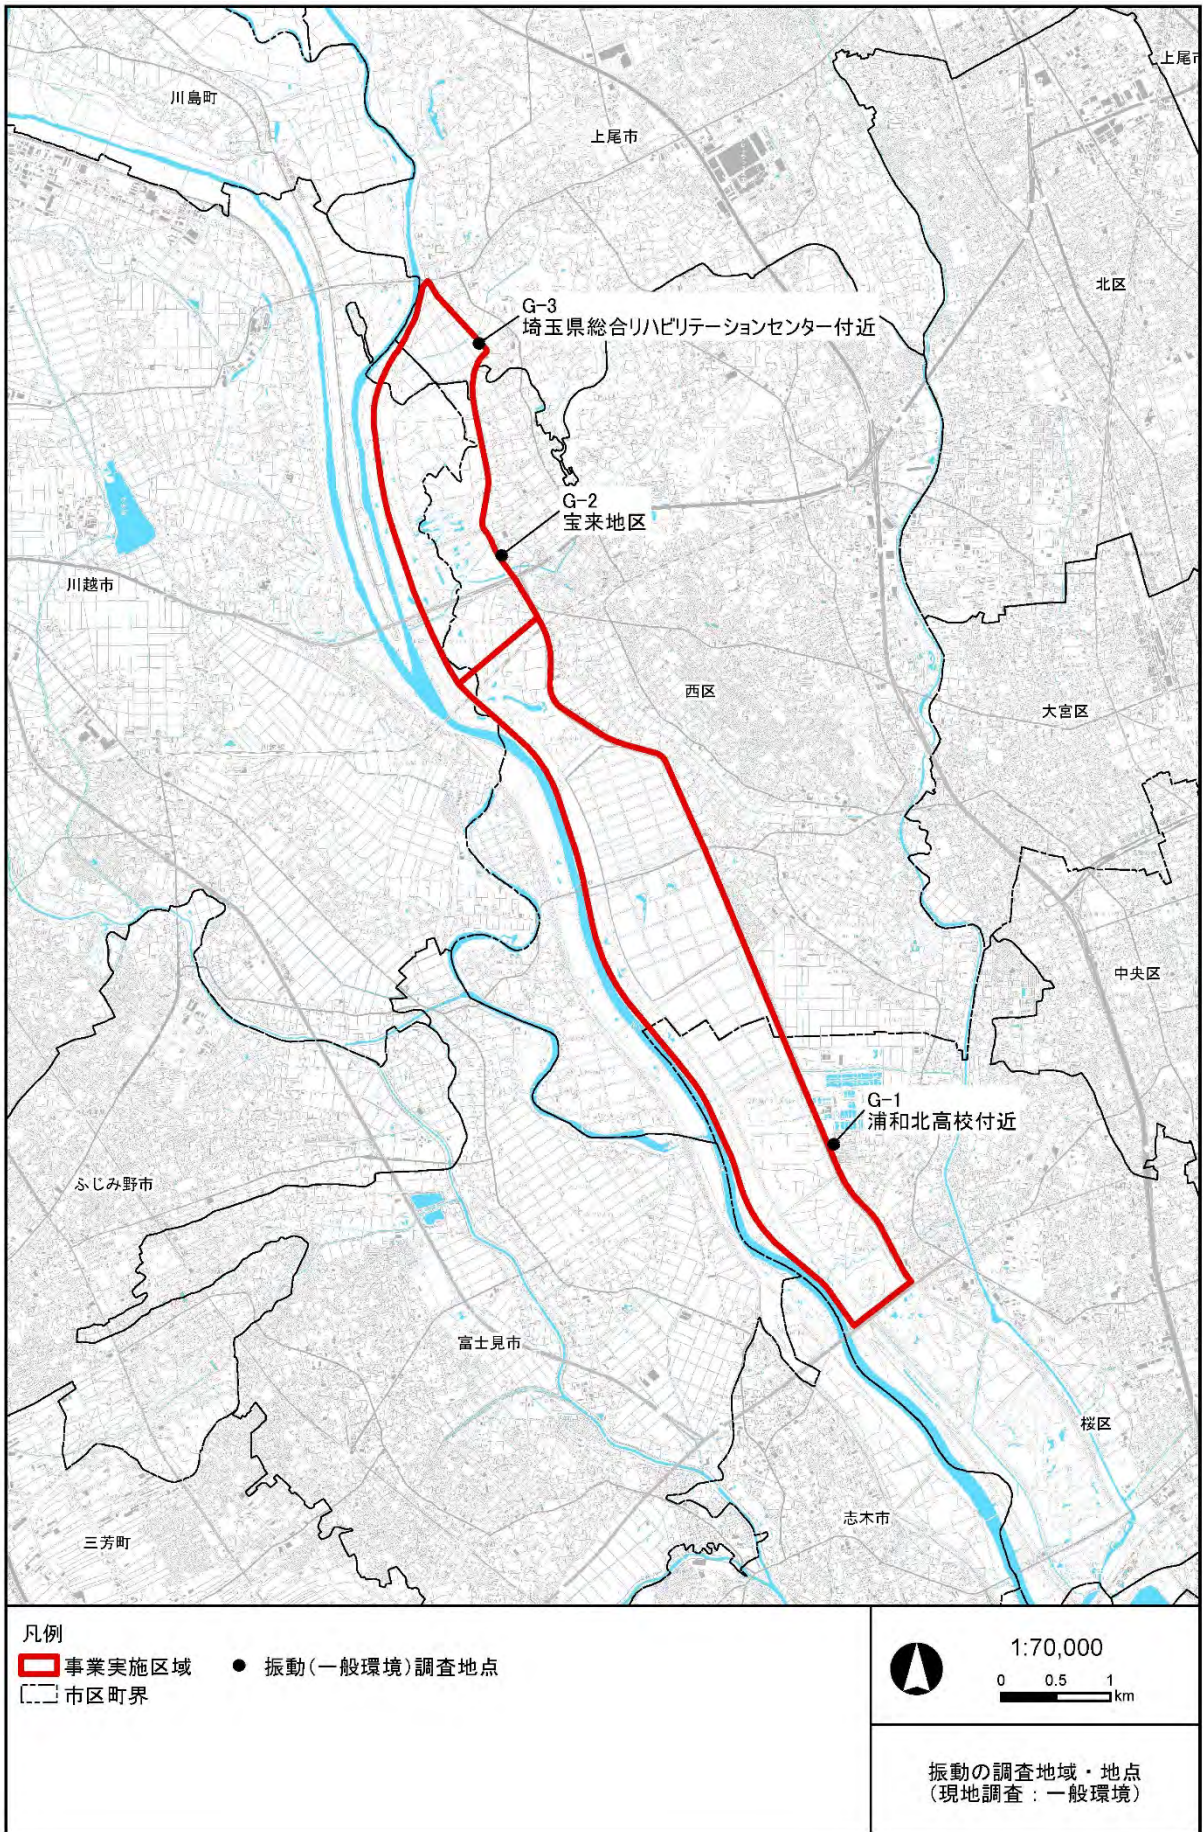 川島町
上尾市
上尾市
北区
G-3
埼玉県総合リハビリテーションセンター付近
G-2
宝来地区
川越市
西区
大宮区
中央区
G-1
浦和北高校付近
ふじみ野市
富士見市
桜区
志木市
三芳町
凡例
事業実施区域
振動(一般環境)調査地点
市区町界
1:70,000
0 0.5 1
km
振動の調査地域・地点
(現地調査:一般環境)